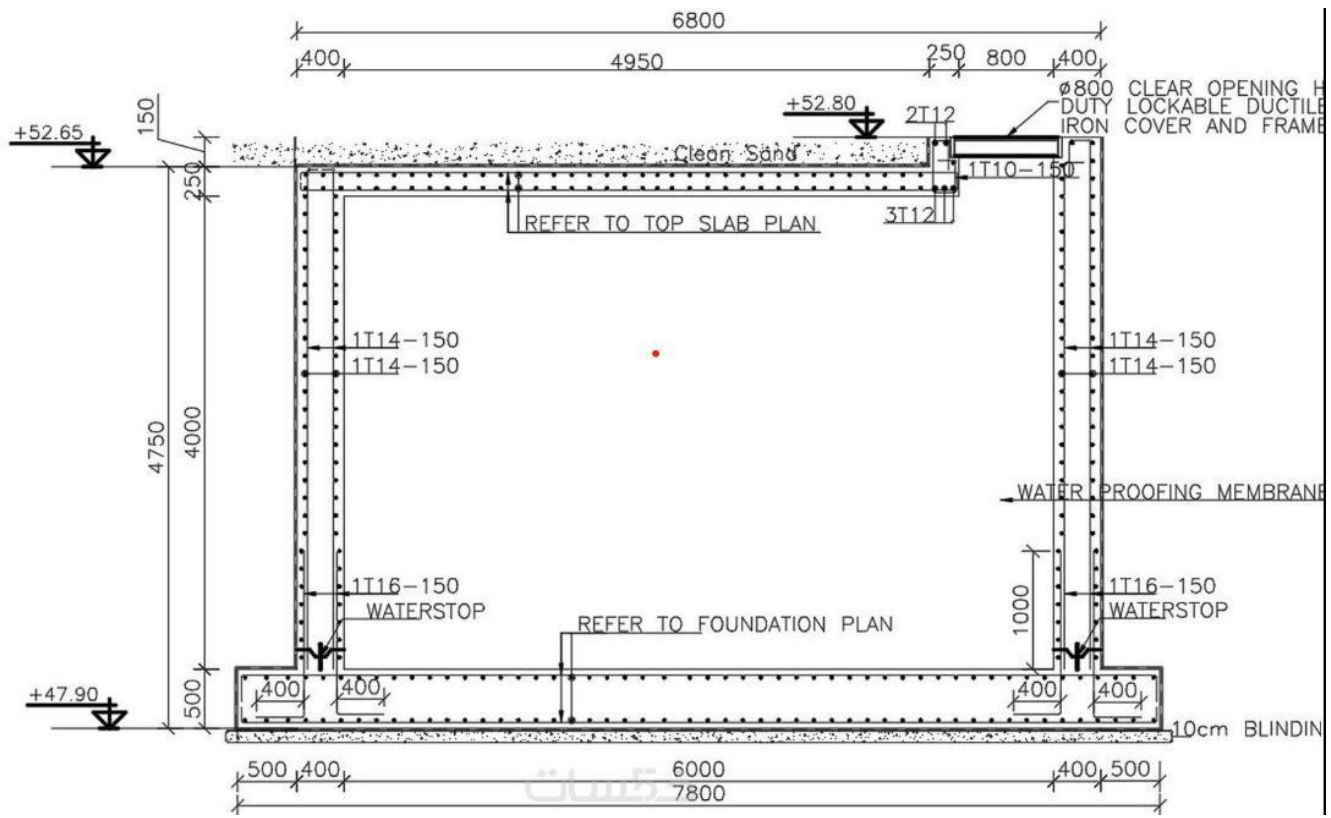 6800
400
4950
250
800
400
+52.65
150
250
+52.80
2T12
Ø800 CLEAR OPENING H
DUTY LOCKABLE DUCTILE
IRON COVER AND FRAME
Clean Sand
1T10-150
3T12
REFER TO TOP SLAB PLAN
1T14-150
1T14-150
1T14-150
1T14-150
4750
4000
WATER PROOFING MEMBRANE
1T16-150
WATERSTOP
REFER TO FOUNDATION PLAN
1000
1T16-150
WATERSTOP
+47.90
500
400
400
400
400
10cm BLINDIN
500
400
6000
400
500
7800
خمسات